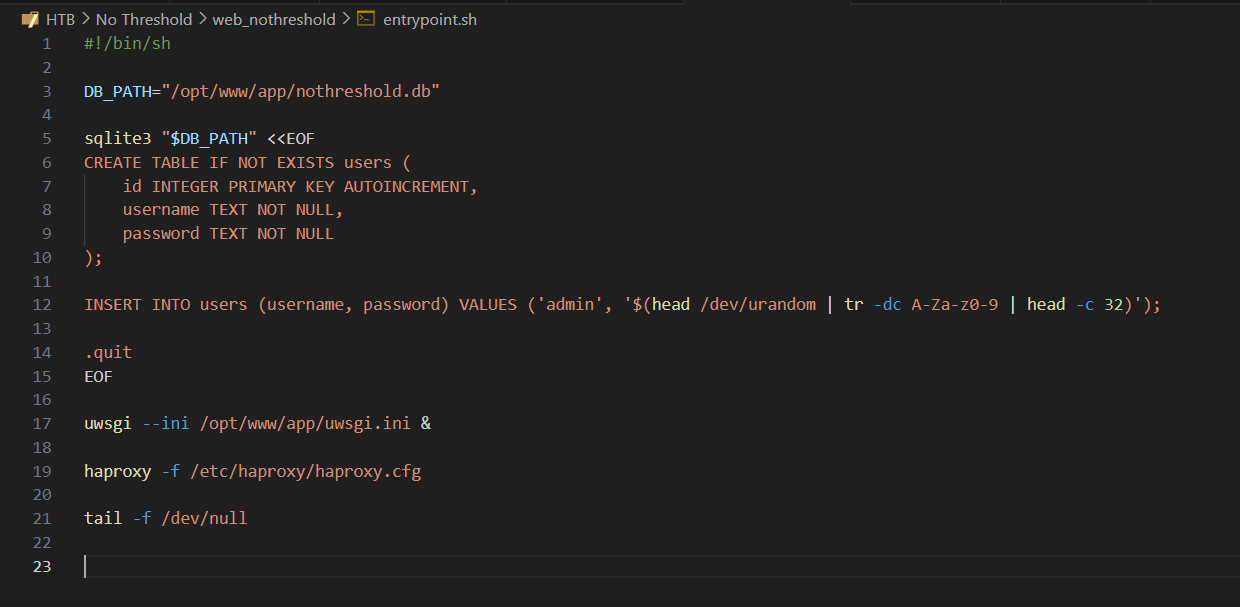 HTB > No Threshold > web_nothreshold > entrypoint.sh
1 #!/bin/sh
2
3 DB_PATH="/opt/www/app/nothreshold.db"
4
5 sqlite3 "$DB_PATH" <<EOF
6 CREATE TABLE IF NOT EXISTS users (
7     id INTEGER PRIMARY KEY AUTOINCREMENT,
8     username TEXT NOT NULL,
9     password TEXT NOT NULL
10 );
11
12 INSERT INTO users (username, password) VALUES ('admin', '$(head /dev/urandom | tr -dc A-Za-z0-9 | head -c 32)');
13
14 .quit
15 EOF
16
17 uwsgi --ini /opt/www/app/uwsgi.ini &
18
19 haproxy -f /etc/haproxy/haproxy.cfg
20
21 tail -f /dev/null
22
23